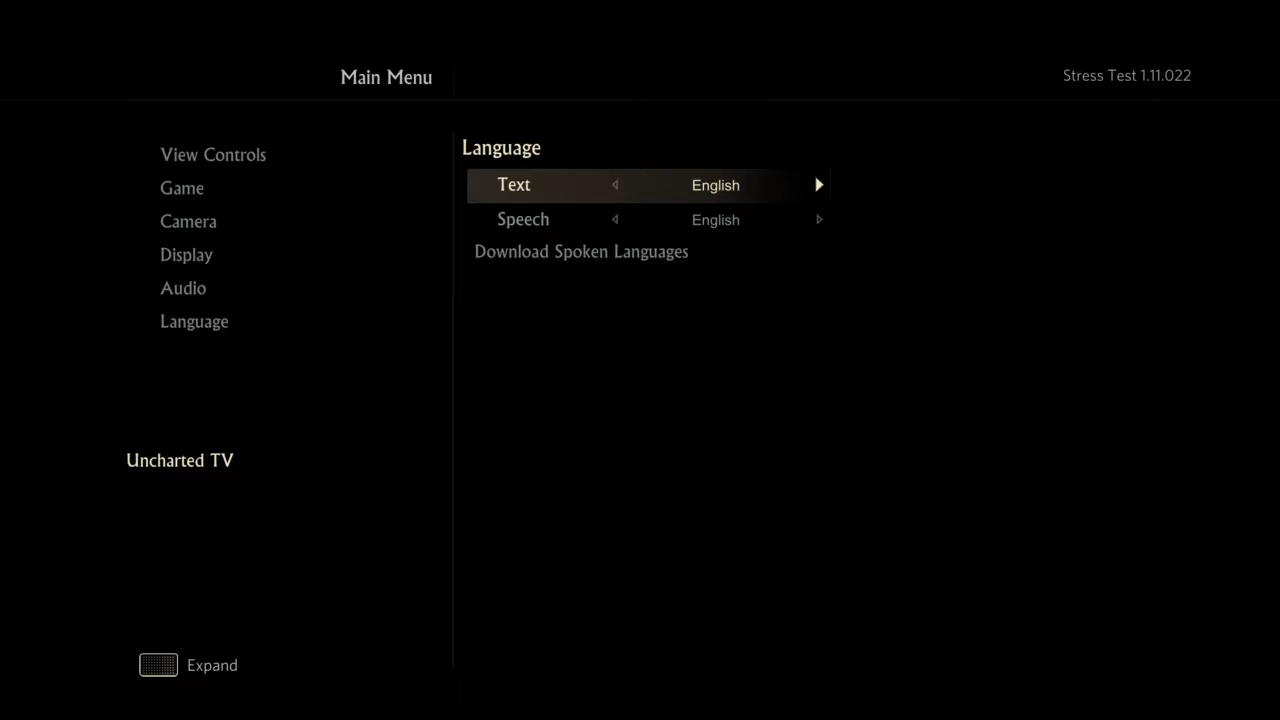 Main Menu
Stress Test 1.11.022
View Controls
Game
Camera
Display
Audio
Language
Uncharted TV
Expand
Language
Text English
Speech English
Download Spoken Languages